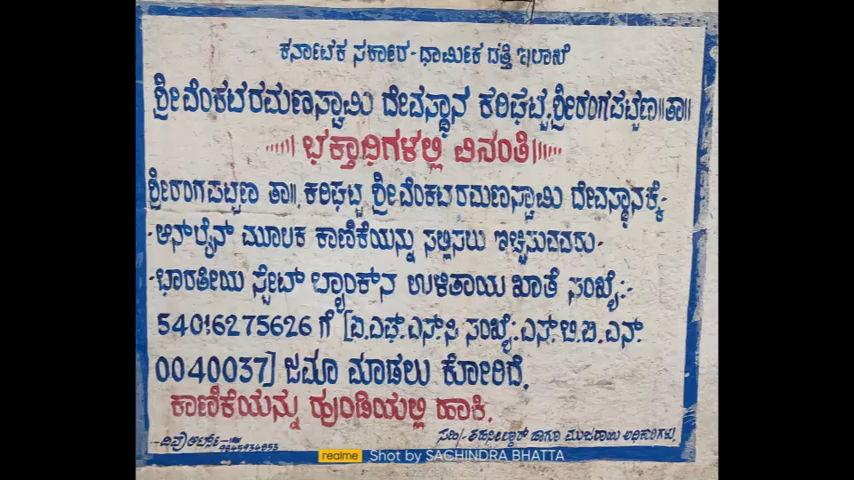 ಕರ್ನಾಟಕ ಸರ್ಕಾರ-ಧಾರ್ಮಿಕ ದತ್ತಿ ಇಲಾಖೆ
ಶ್ರೀವೆಂಕಟರಮಣಸ್ವಾಮಿ ದೇವಸ್ಥಾನ ಕರಿಘಟ್ಟ, ಶ್ರೀರಂಗಪಟ್ಟಣ॥ತಾ॥
ಭಕ್ತಾಧಿಗಳಲ್ಲಿ ವಿನಂತಿ
ಶ್ರೀರಂಗಪಟ್ಟಣ ತಾ॥, ಕರಿಘಟ್ಟ ಶ್ರೀವೆಂಕಟರಮಣಸ್ವಾಮಿ ದೇವಸ್ಥಾನಕ್ಕೆ-
-ಆನ್‌ಲೈನ್ ಮೂಲಕ ಕಾಣಿಕೆಯನ್ನು ಸಲ್ಲಿಸಲು ಇಚ್ಚಿಸುವವರು-
-ಭಾರತೀಯ ಸ್ಟೇಟ್ ಬ್ಯಾಂಕ್‌ನ ಉಳಿತಾಯ ಖಾತೆ ಸಂಖ್ಯೆ:-
54016275626 ಗೆ [ಐ.ಎಫ್.ಎಸ್.ಸಿ ಸಂಖ್ಯೆ: ಎಸ್.ಬಿ.ಐ.ಎನ್.
0040037] ಜಮಾ ಮಾಡಲು ಕೋರಿದೆ.
ಕಾಣಿಕೆಯನ್ನು ಹುಂಡಿಯಲ್ಲಿ ಹಾಕಿ.
ಸಹಿ/- ತಹಸೀಲ್ದಾರ್ ಹಾಗೂ ಮುಜರಾಯಿ ಅಧಿಕಾರಿಗಳು.
realme Shot by SACHINDRA BHATTA